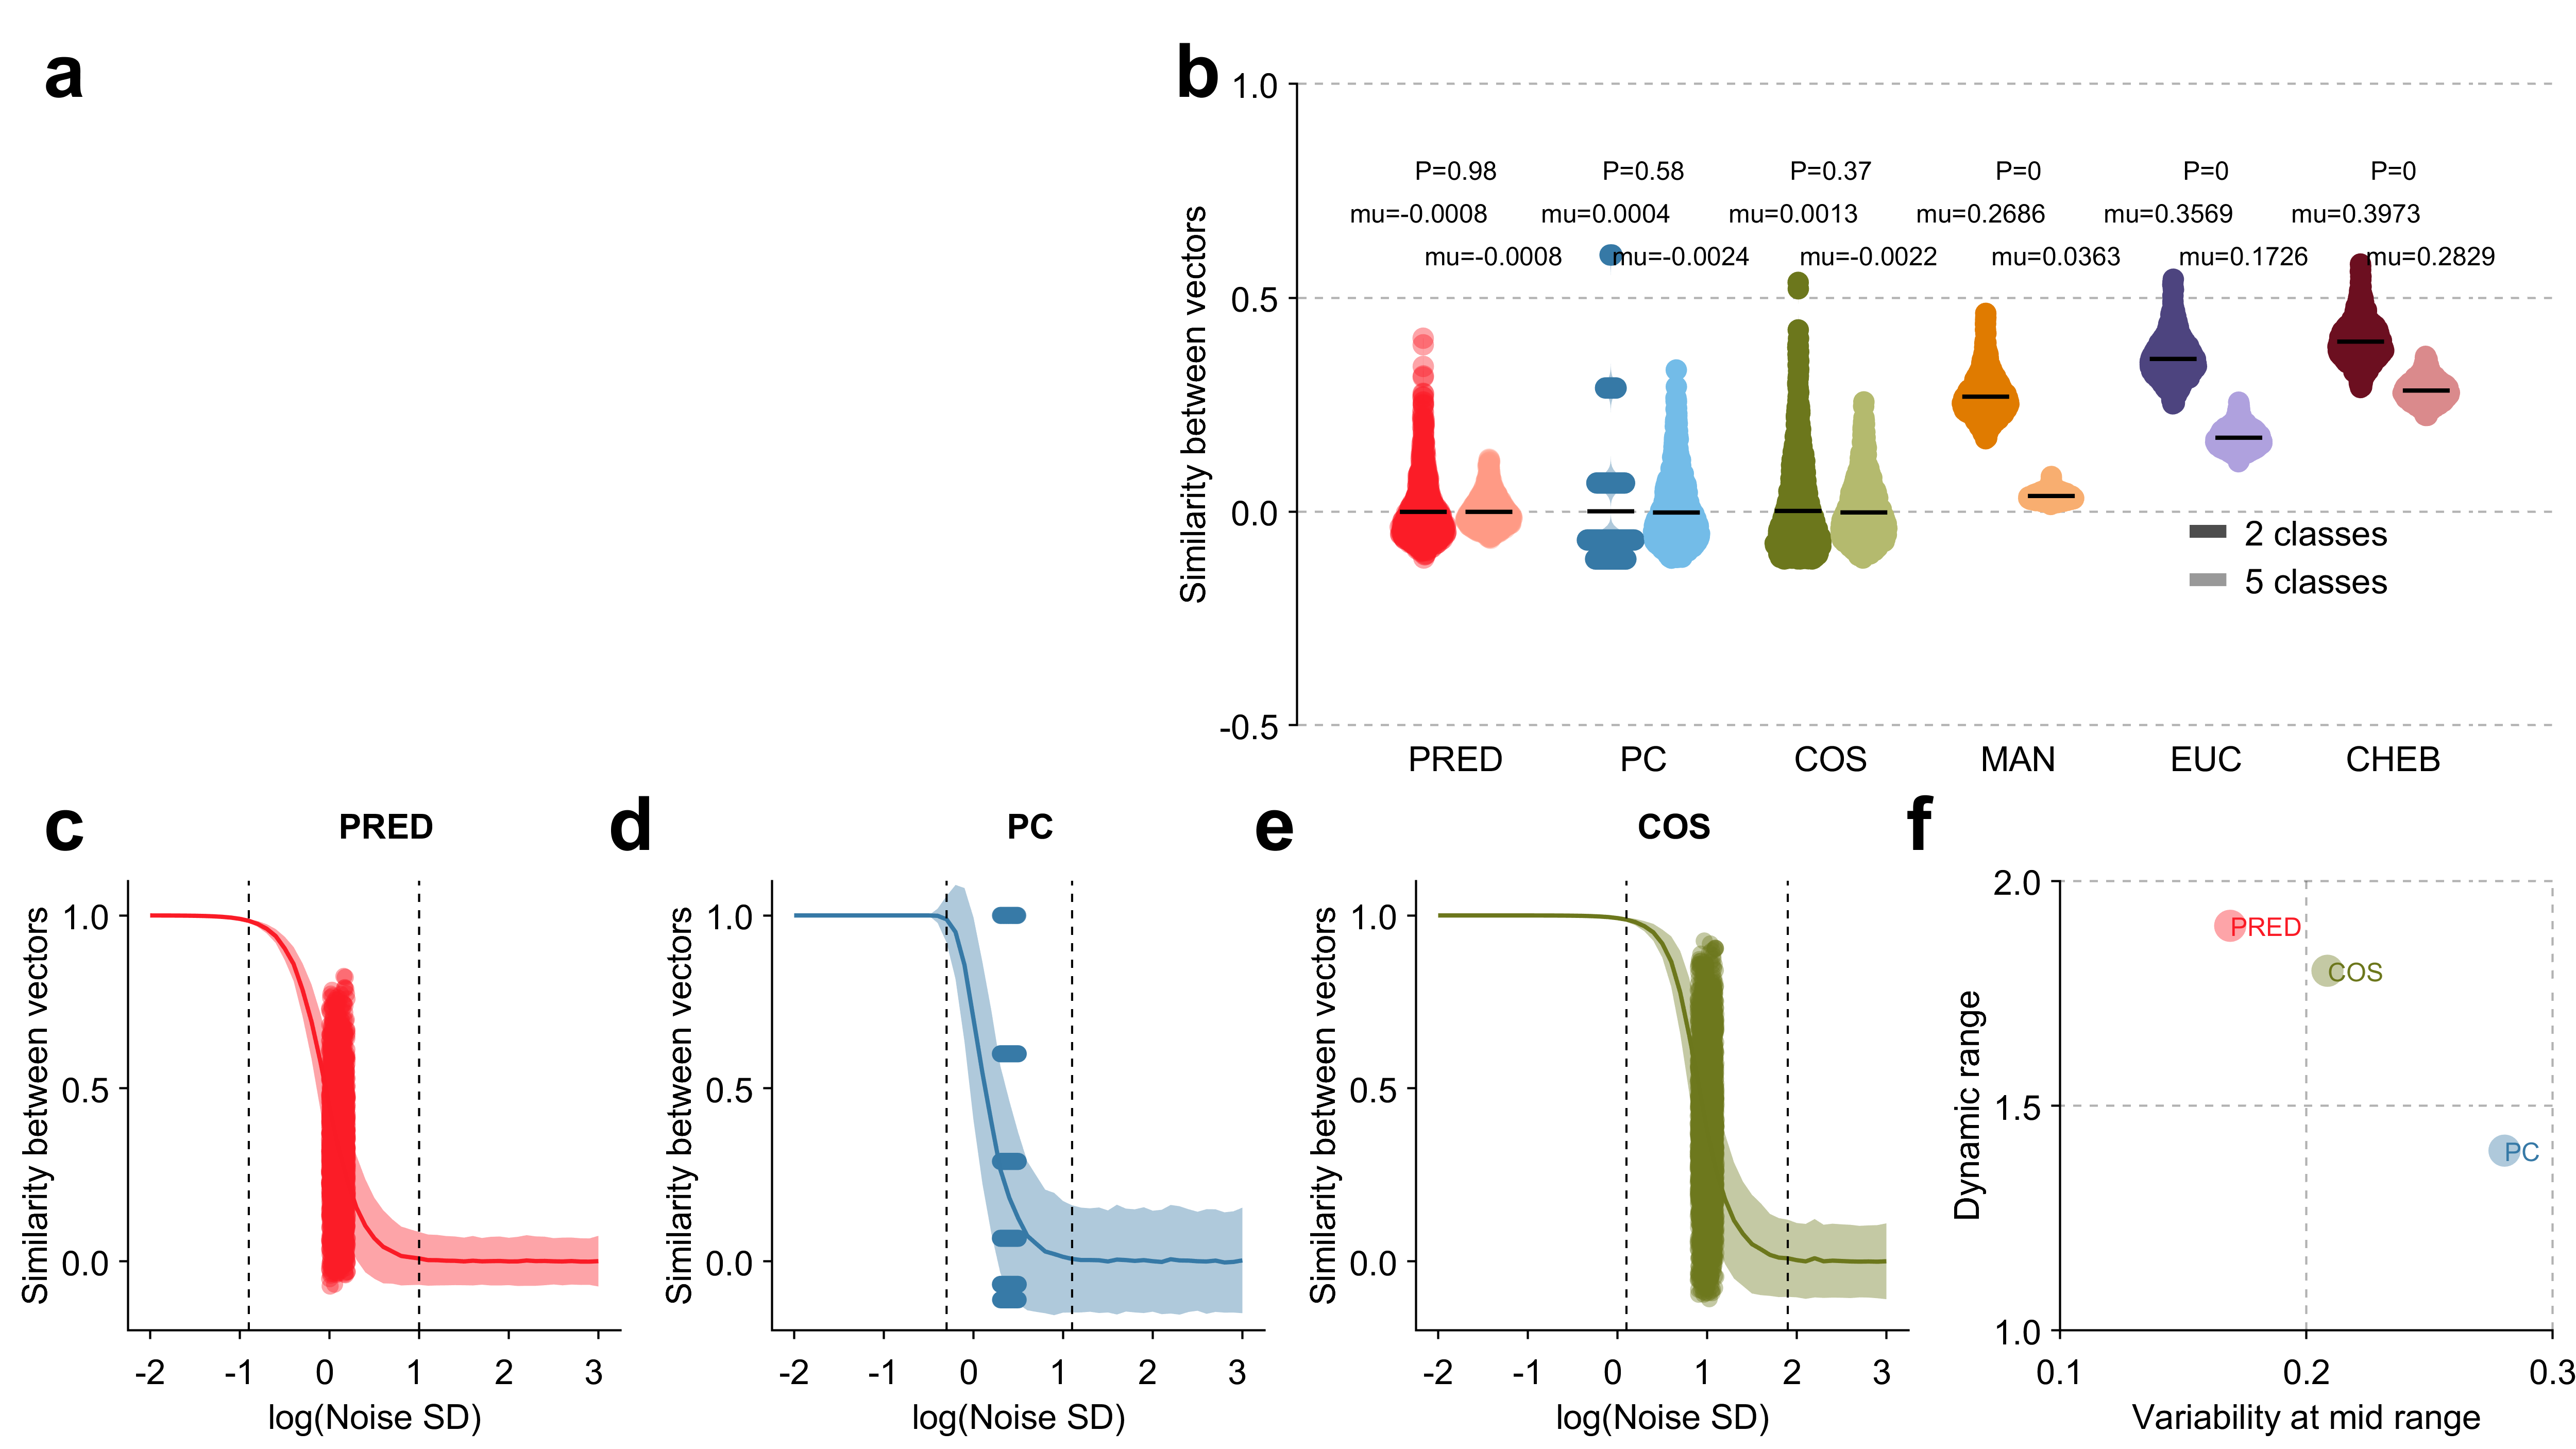 a
b
1.0
0.5
0.0
-0.5
Similarity between vectors
P=0.98
P=0.58
P=0.37
P=0
P=0
P=0
mu=-0.0008
mu=0.0004
mu=0.0013
mu=0.2686
mu=0.3569
mu=0.3973
mu=-0.0008
mu=-0.0024
mu=-0.0022
mu=0.0363
mu=0.1726
mu=0.2829
2 classes
5 classes
PRED
PC
COS
MAN
EUC
CHEB
c
PRED
Similarity between vectors
1.0
0.5
0.0
-2 -1 0 1 2 3
log(Noise SD)
d
PC
Similarity between vectors
1.0
0.5
0.0
-2 -1 0 1 2 3
log(Noise SD)
e
COS
Similarity between vectors
1.0
0.5
0.0
-2 -1 0 1 2 3
log(Noise SD)
f
Dynamic range
2.0
1.5
1.0
PRED
COS
PC
0.1 0.2 0.3
Variability at mid range